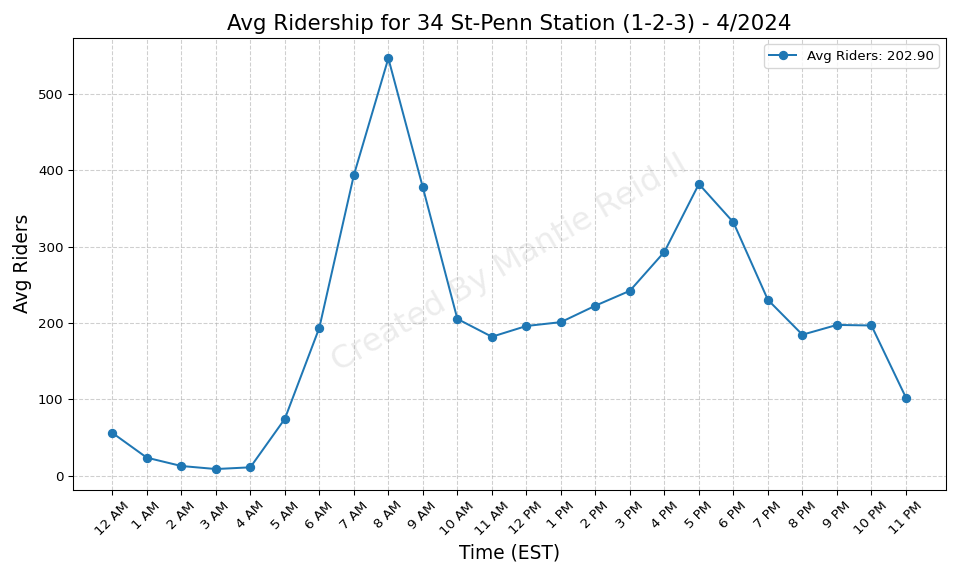 Avg Ridership for 34 St-Penn Station (1-2-3) - 4/2024
Avg Riders: 202.90
500
400
300
200
100
0
Avg Riders
Created By Mantie Reid II
12 AM
1 AM
2 AM
3 AM
4 AM
5 AM
6 AM
7 AM
8 AM
9 AM
10 AM
11 AM
12 PM
1 PM
2 PM
3 PM
4 PM
5 PM
6 PM
7 PM
8 PM
9 PM
10 PM
11 PM
Time (EST)